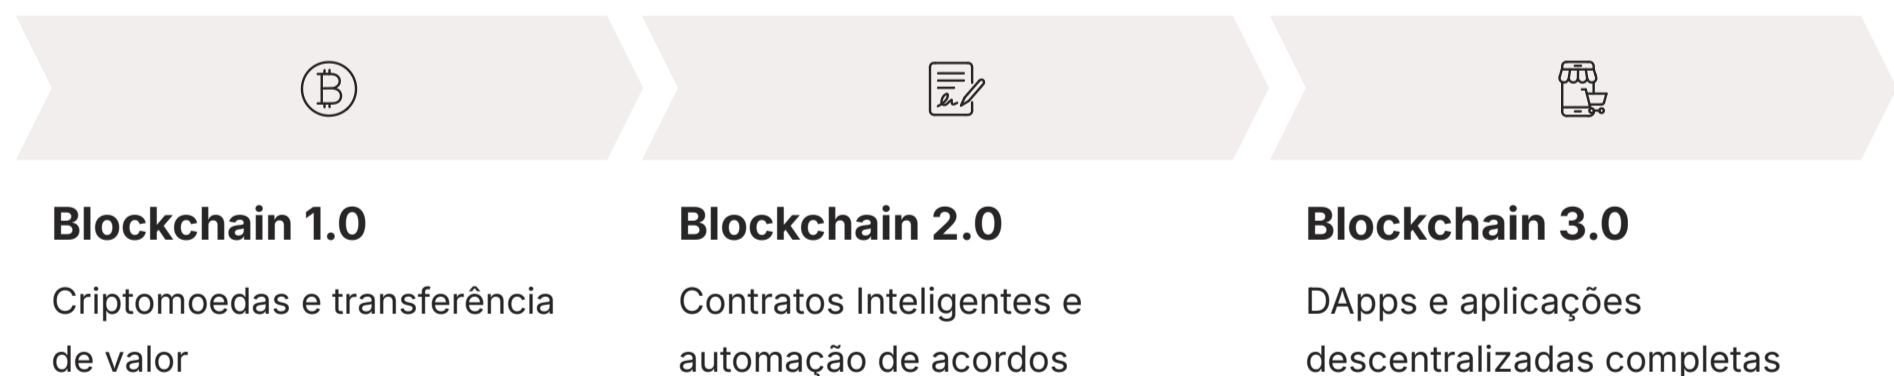 Blockchain 1.0
Criptomoedas e transferência
de valor
Blockchain 2.0
Contratos Inteligentes e
automação de acordos
Blockchain 3.0
DApps e aplicações
descentralizadas completas